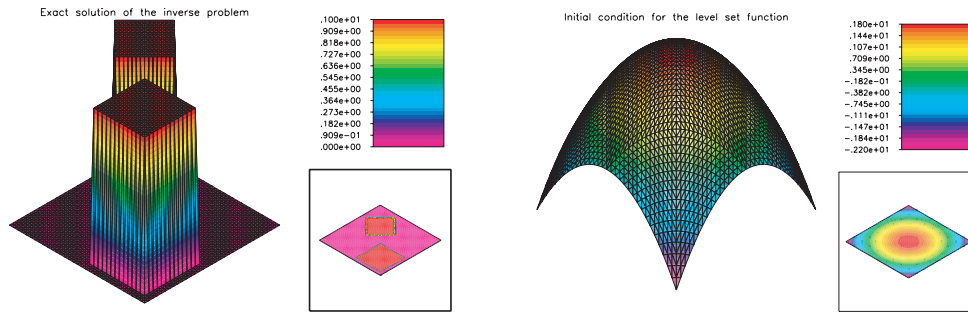 Exact solution of the inverse problem
.100e+01
.909e+00
.818e+00
.727e+00
.636e+00
.545e+00
.455e+00
.364e+00
.273e+00
.182e+00
.909e-01
.000e+00
Initial condition for the level set function
.180e+01
.144e+01
.107e+01
.709e+00
.345e+00
-.182e-01
-.382e+00
-.745e+00
-.111e+01
-.147e+01
-.184e+01
-.220e+01